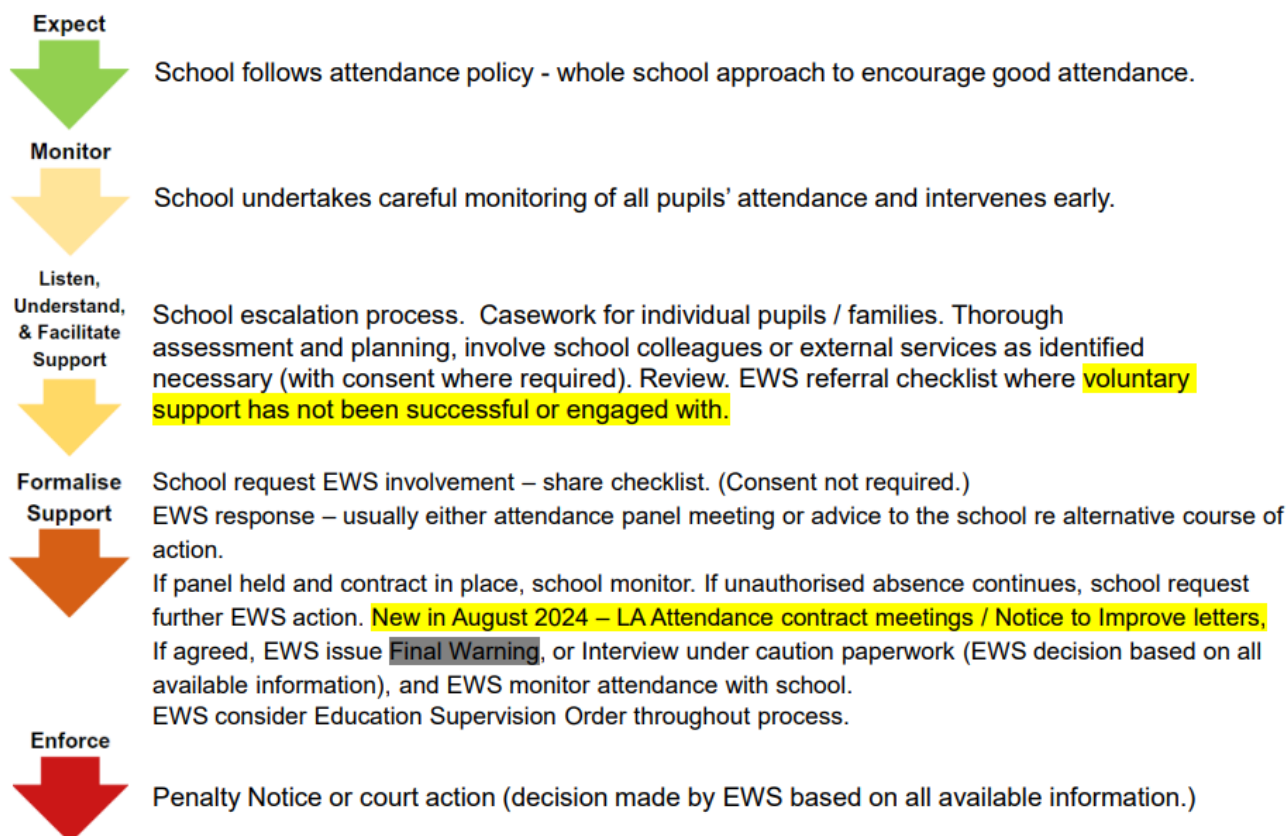 Expect
School follows attendance policy - whole school approach to encourage good attendance.
Monitor
School undertakes careful monitoring of all pupils’ attendance and intervenes early.
Listen,
Understand,
& Facilitate
Support
School escalation process.  Casework for individual pupils / families. Thorough
assessment and planning, involve school colleagues or external services as identified
necessary (with consent where required). Review. EWS referral checklist where voluntary
support has not been successful or engaged with.
Formalise
Support
School request EWS involvement – share checklist. (Consent not required.)
EWS response – usually either attendance panel meeting or advice to the school re alternative course of
action.
If panel held and contract in place, school monitor. If unauthorised absence continues, school request
further EWS action. New in August 2024 – LA Attendance contract meetings / Notice to Improve letters,
If agreed, EWS issue Final Warning, or Interview under caution paperwork (EWS decision based on all
available information), and EWS monitor attendance with school.
EWS consider Education Supervision Order throughout process.
Enforce
Penalty Notice or court action (decision made by EWS based on all available information.)